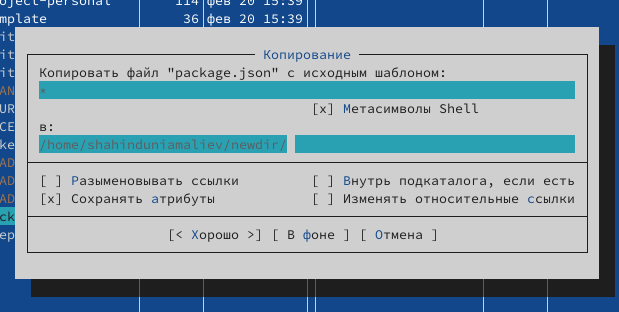 oject-personal 114 фев 20 15:39
mplate 36 фев 20 15:39
Копирование
Копировать файл "package.json" с исходным шаблоном:
*
[x] Метасимволы Shell
в:
/home/shahinduniamaliev/newdir/
[ ] Разыменовывать ссылки [ ] Внутрь подкаталога, если есть
[x] Сохранять атрибуты [ ] Изменять относительные ссылки
[< Хорошо >] [ В фоне ] [ Отмена ]